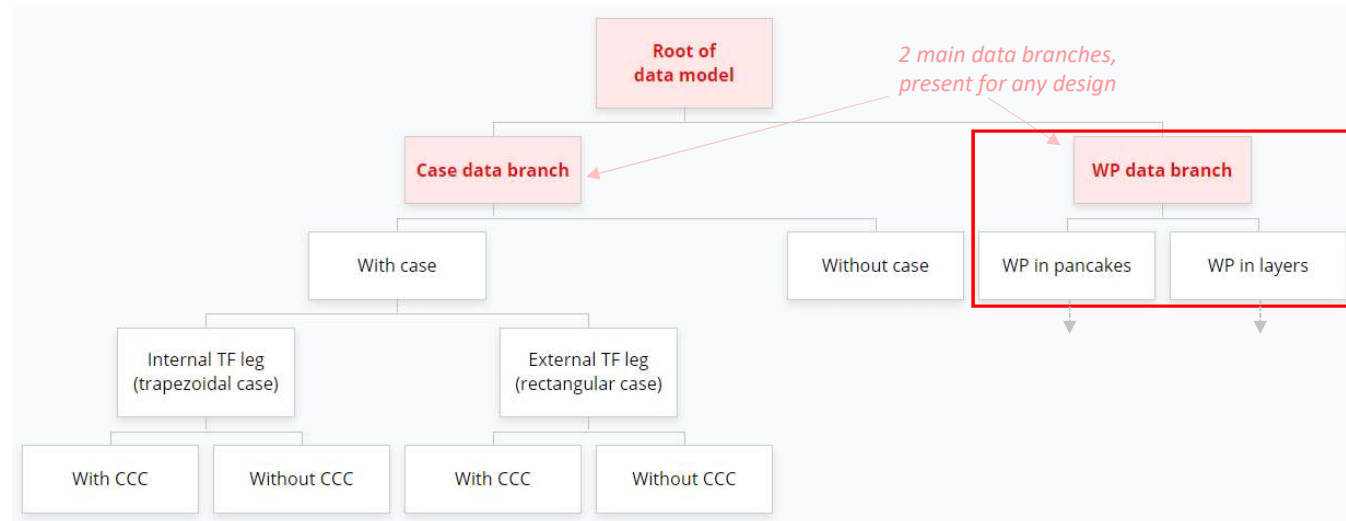 Root of
data model
2 main data branches,
present for any design
Case data branch
WP data branch
With case
Without case
WP in pancakes
WP in layers
Internal TF leg
(trapezoidal case)
External TF leg
(rectangular case)
With CCC
Without CCC
With CCC
Without CCC